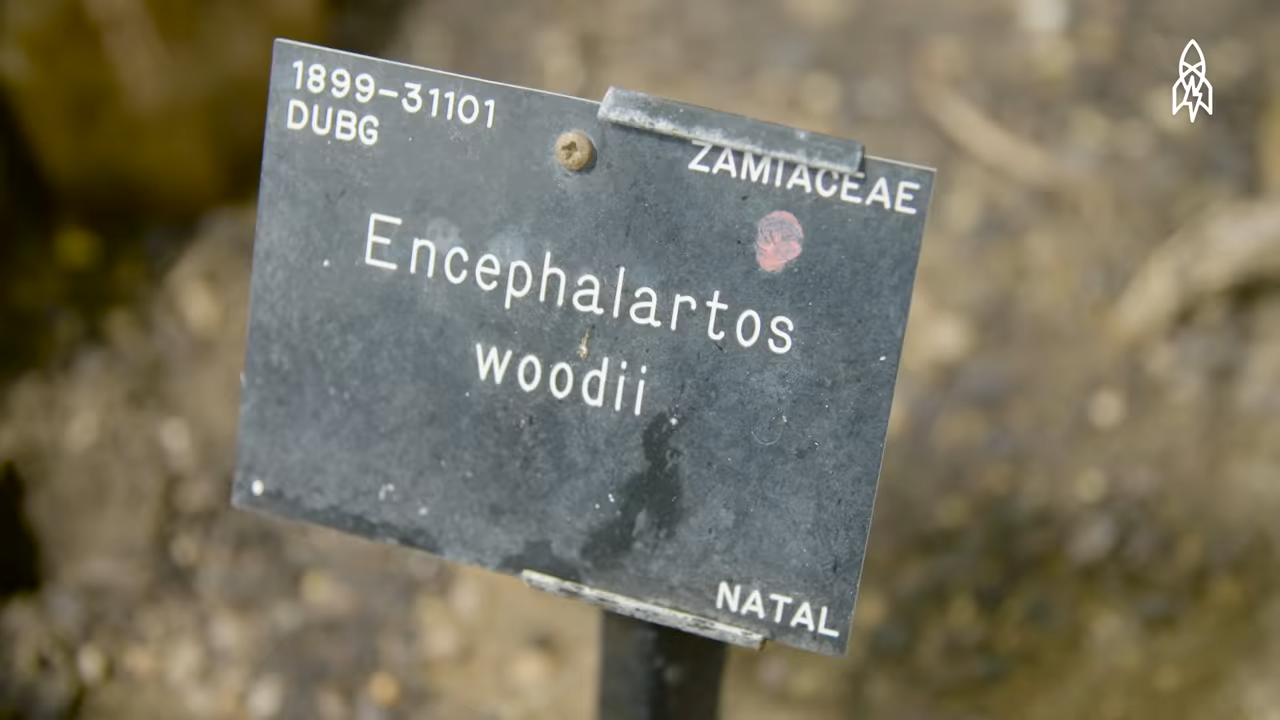 1899-31101
DUBG
ZAMIACEAE
Encephalartos
woodii
NATAL